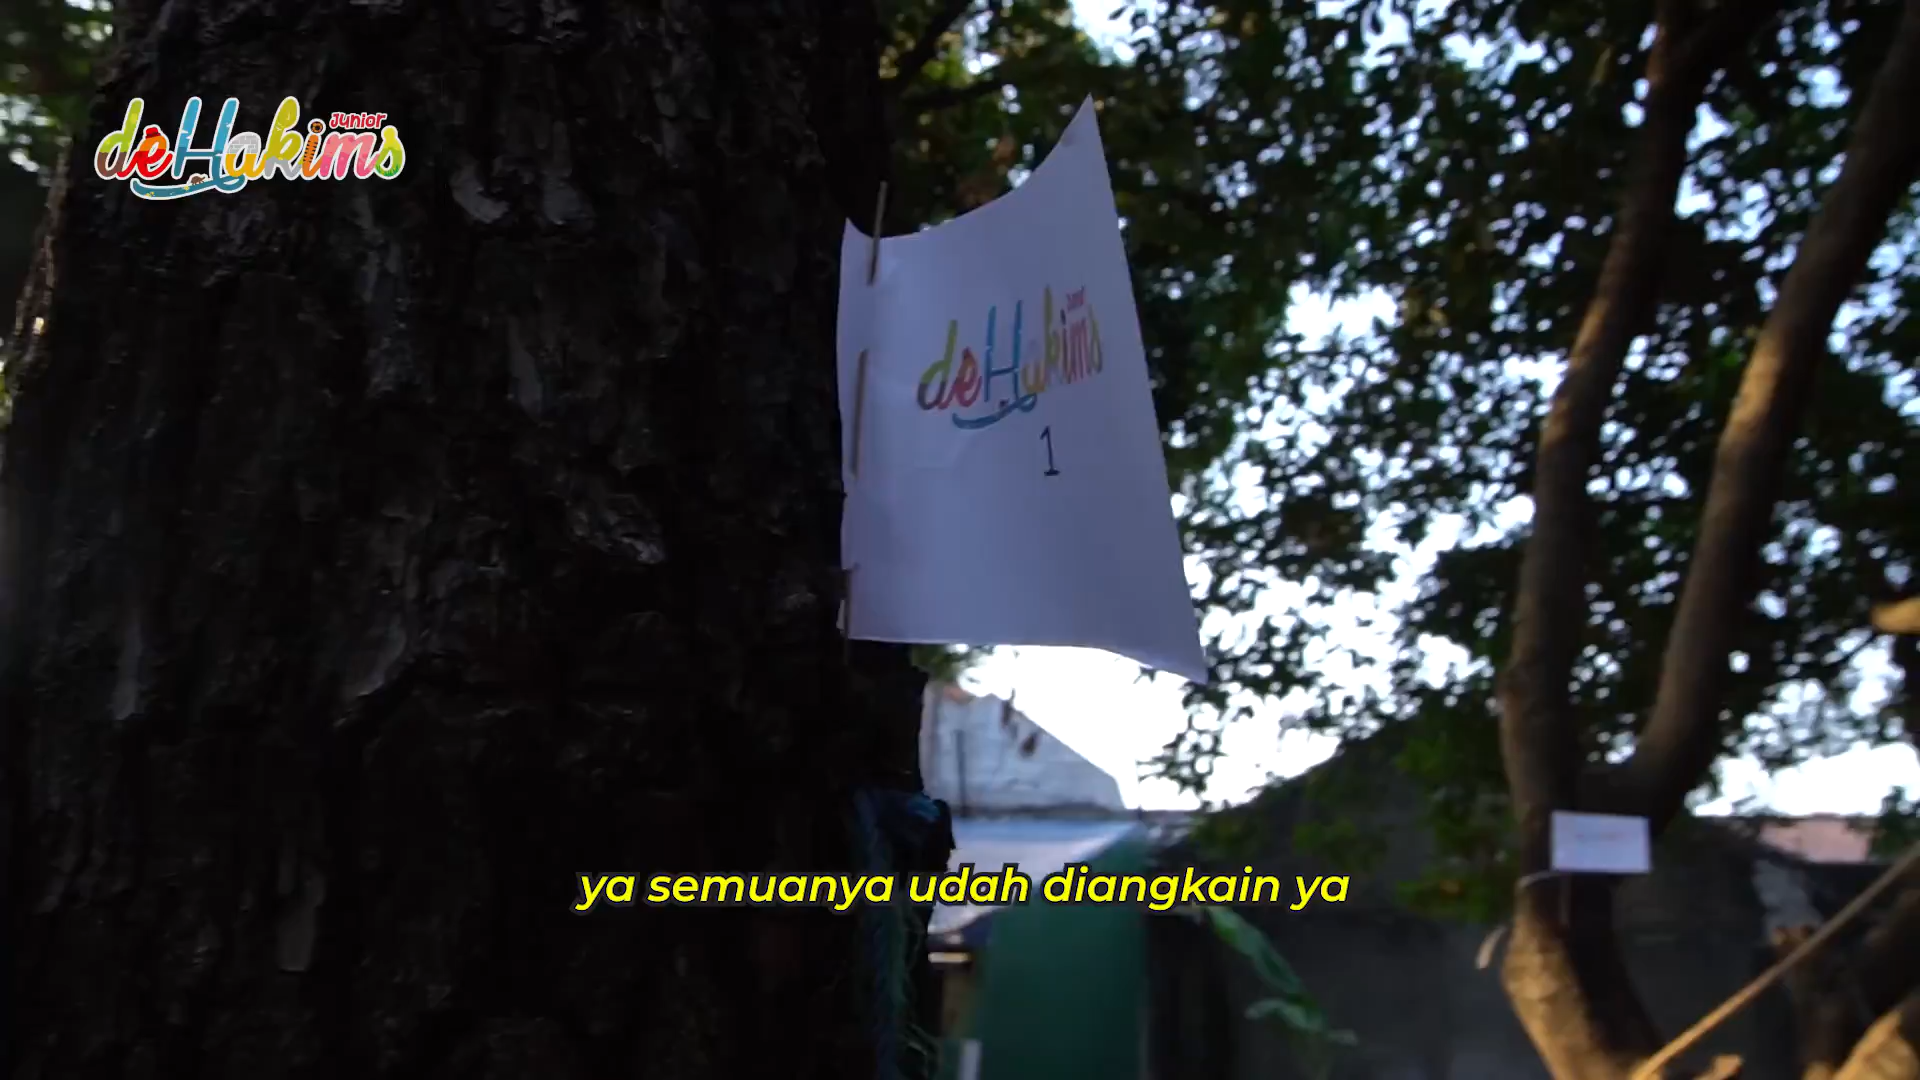 deHakims
Junior
deHakims
Junior
1
ya semuanya udah diangkain ya